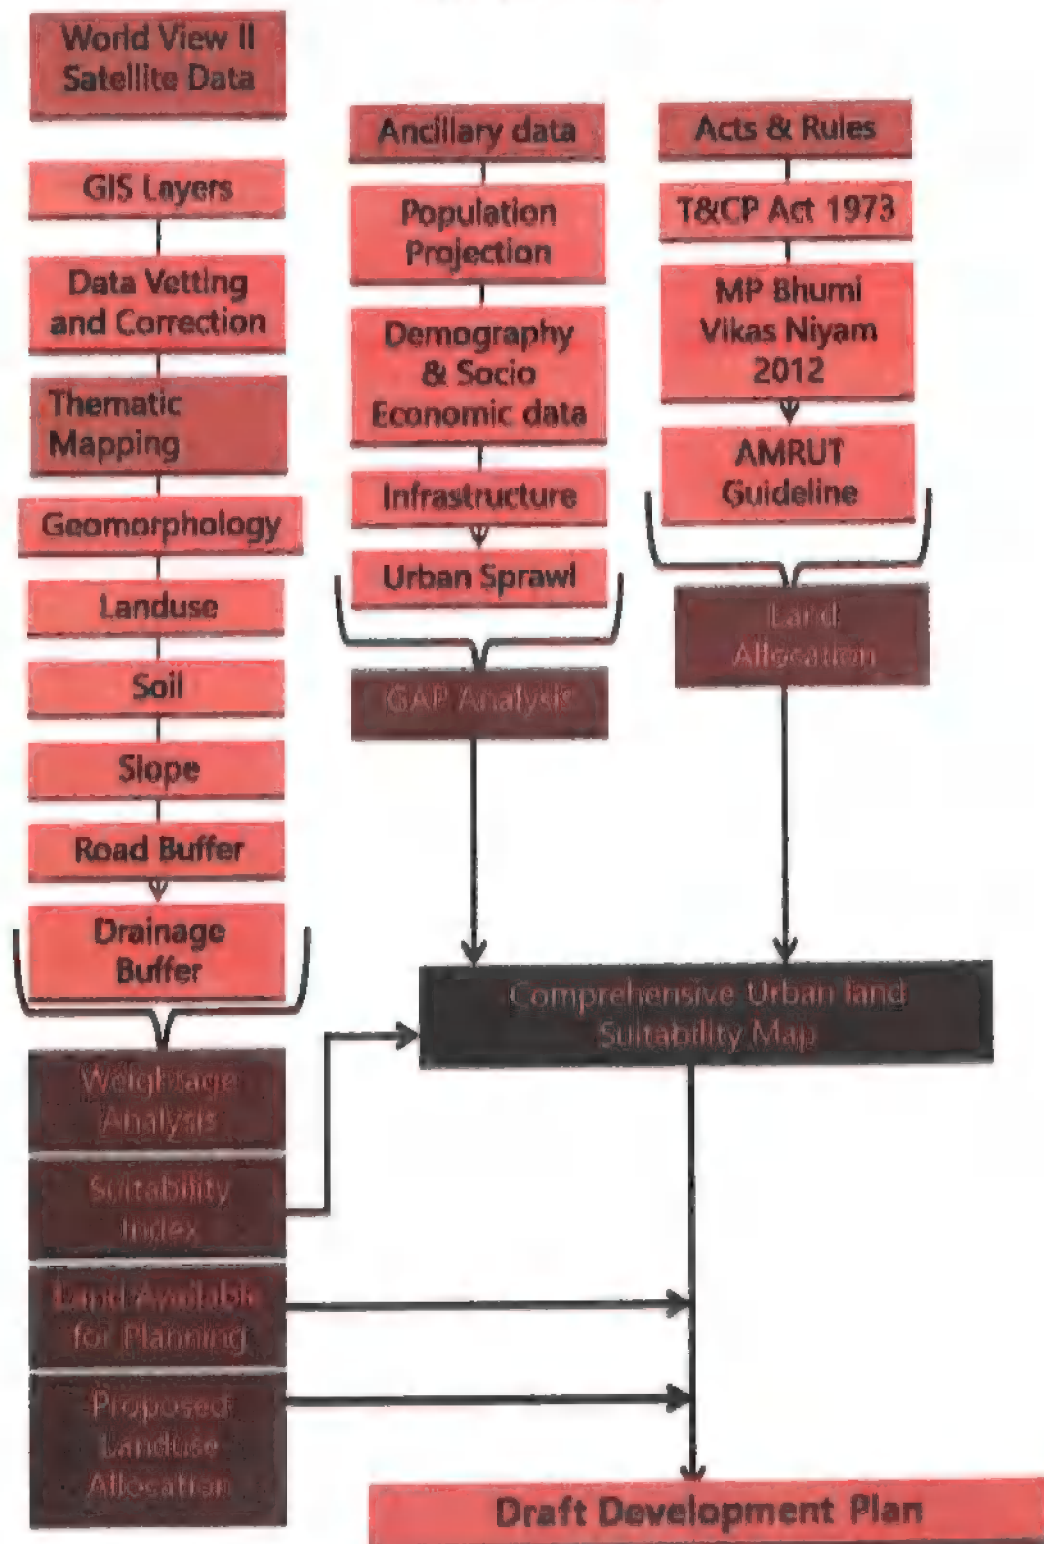 World View II
Satellite Data
GIS Layers
Data Vetting
and Correction
Thematic
Mapping
Geomorphology
Landuse
Soil
Slope
Road Buffer
Drainage
Buffer
Weightage
Analysis
Suitability
Index
Land Available
for Planning
Proposed
Landuse
Allocation
Ancillary data
Population
Projection
Demography
& Socio
Economic data
Infrastructure
Urban Sprawl
GAP Analysis
Acts & Rules
T&CP Act 1973
MP Bhumi
Vikas Niyam
2012
AMRUT
Guideline
Land
Allocation
Comprehensive Urban land
Suitability Map
Draft Development Plan